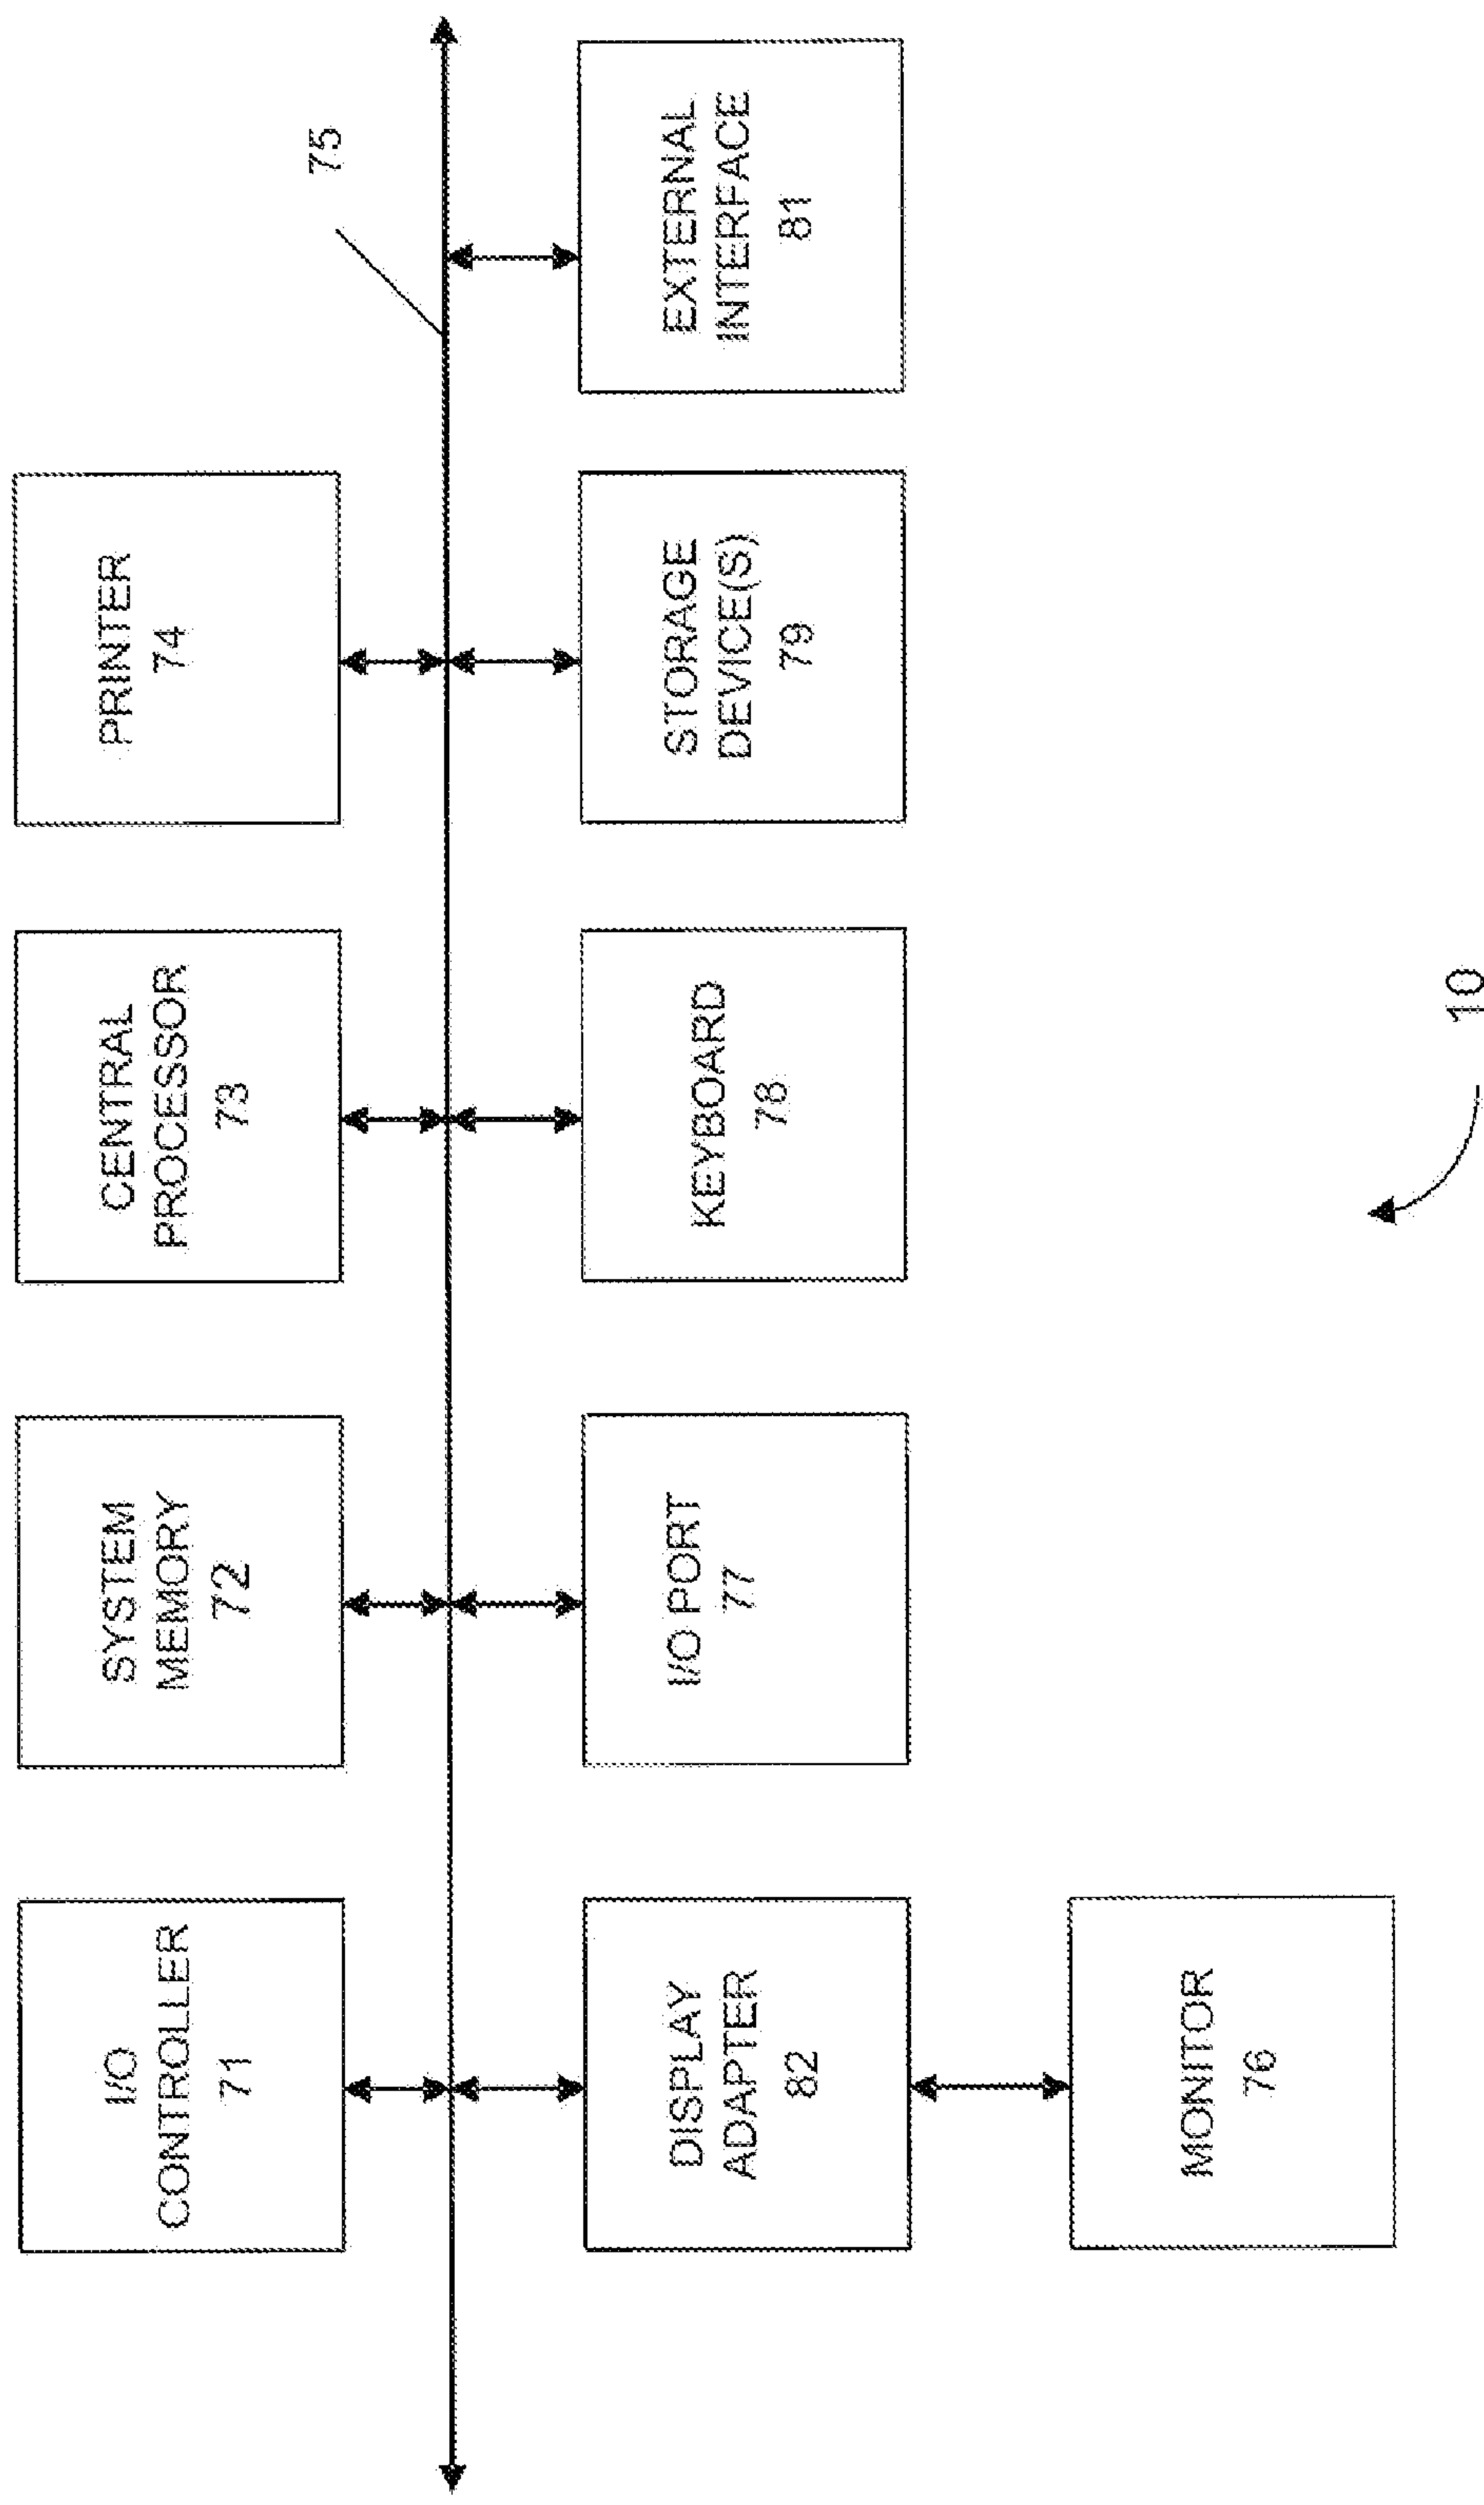 I/O
CONTROLLER
71
SYSTEM
MEMORY
72
CENTRAL
PROCESSOR
73
PRINTER
74
75
DISPLAY
ADAPTER
82
I/O PORT
77
KEYBOARD
78
STORAGE
DEVICE(S)
79
EXTERNAL
INTERFACE
81
MONITOR
76
10